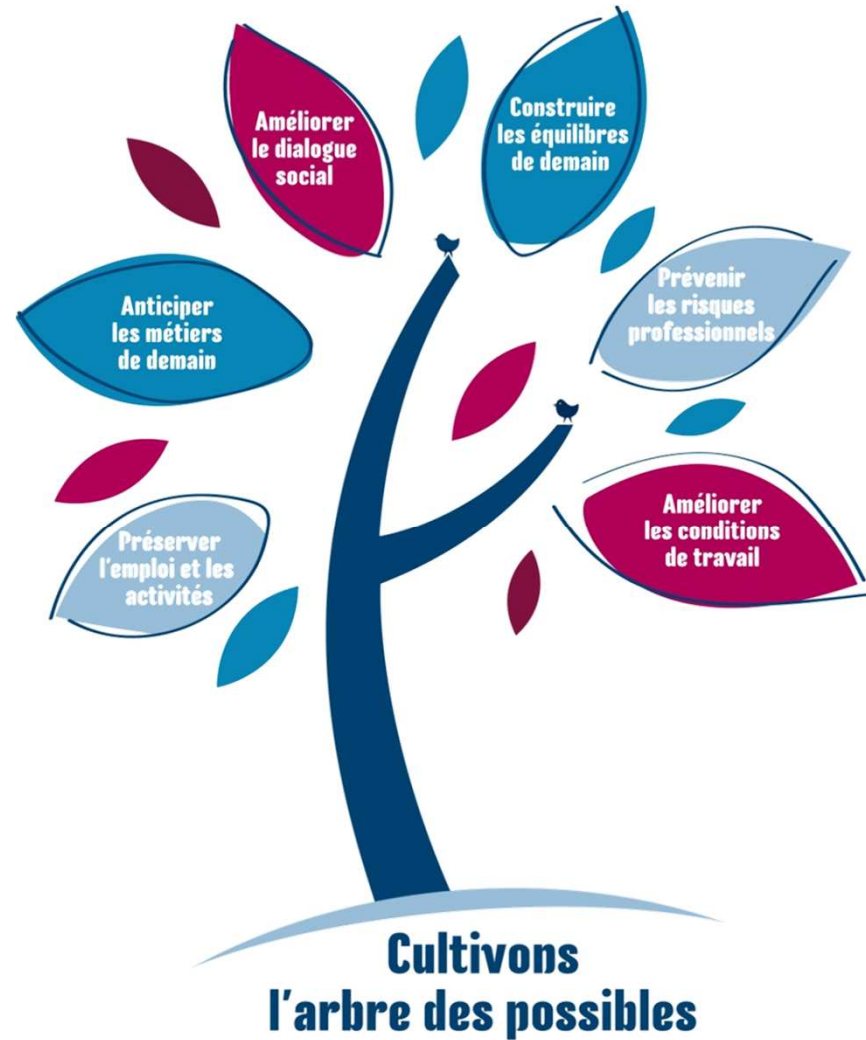 Améliorer
le dialogue
social
Construire
les équilibres
de demain
Anticiper
les métiers
de demain
Prévenir
les risques
professionnels
Préserver
l'emploi et les
activités
Améliorer
les conditions
de travail
Cultivons
l'arbre des possibles